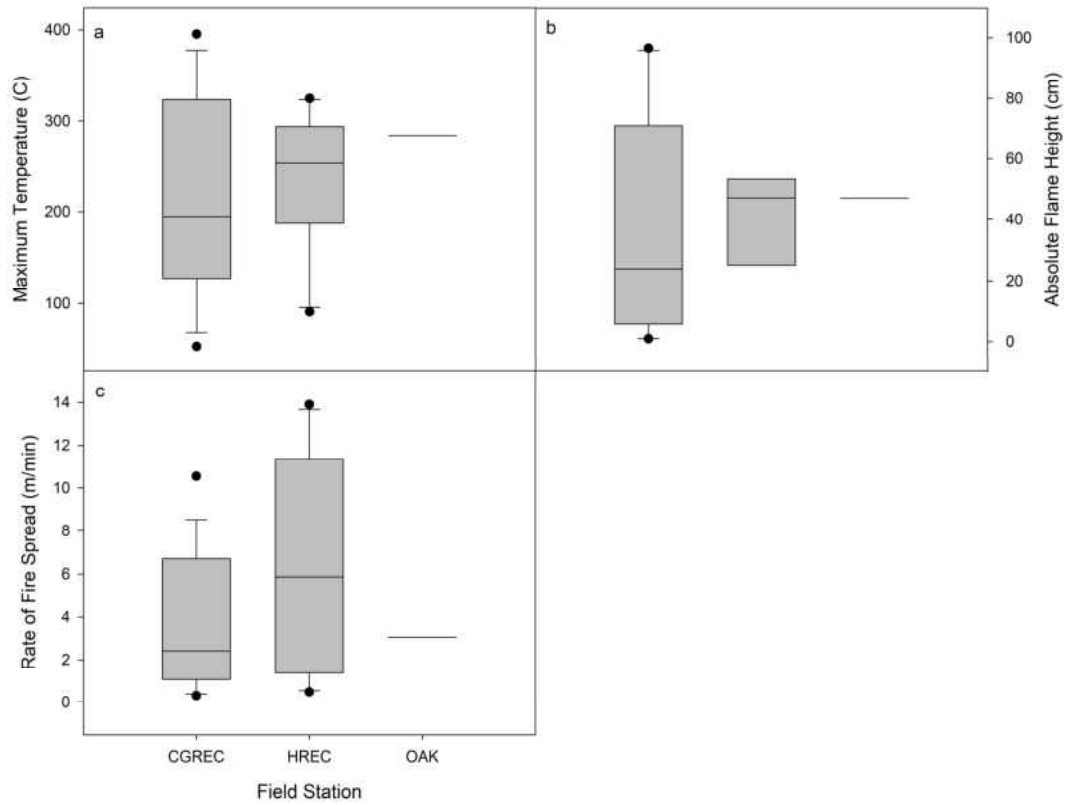 a
400
300
200
100
Maximum Temperature (C)
b
100
80
60
40
20
0
Absolute Flame Height (cm)
c
14
12
10
8
6
4
2
0
Rate of Fire Spread (m/min)
CGREC HREC OAK
Field Station